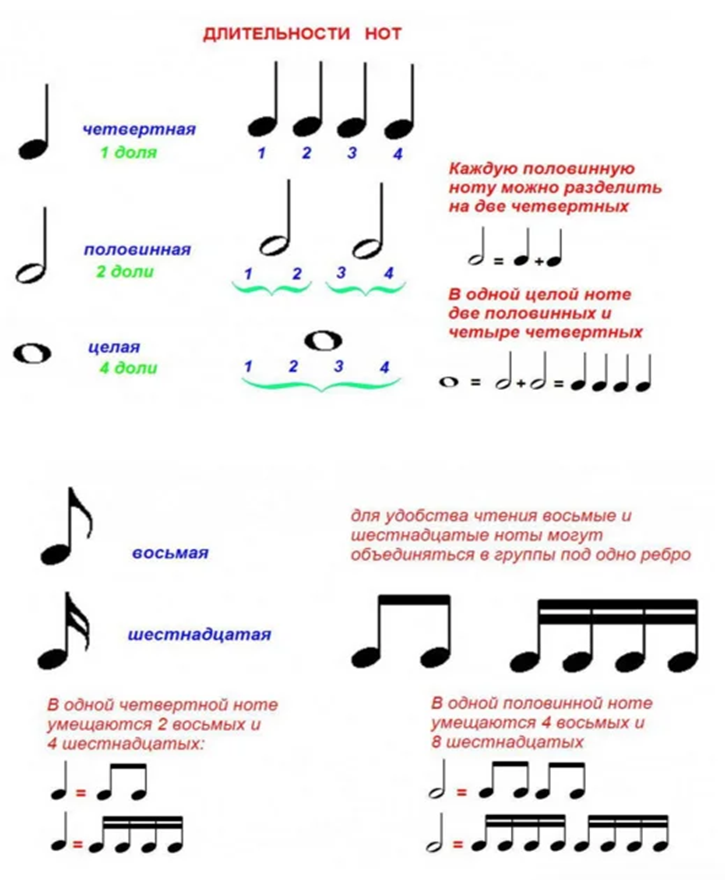 ДЛИТЕЛЬНОСТИ НОТ
четвертная
1 доля
1 2 3 4
Каждую половинную
ноту можно разделить
на две четвертных
= +
половинная
2 доли
1 2 3 4
В одной целой ноте
две половинных и
четыре четвертных
= + =
целая
4 доли
1 2 3 4
восьмая
для удобства чтения восьмые и
шестнадцатые ноты могут
объединяться в группы под одно ребро
шестнадцатая
В одной четвертной ноте
умещаются 2 восьмых и
4 шестнадцатых:
=
=
В одной половинной ноте
умещаются 4 восьмых и
8 шестнадцатых
=
=